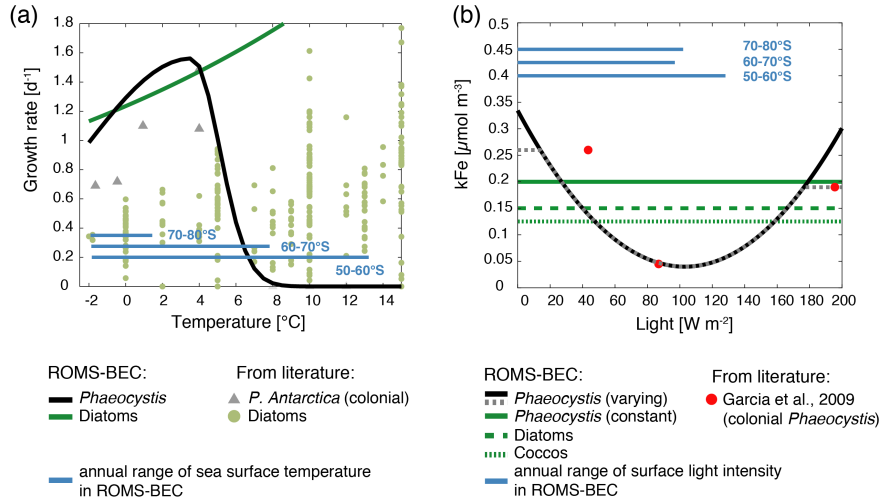 (a)
Growth rate [d-1]
1.8
1.6
1.4
1.2
1
0.8
0.6
0.4
0.2
0
70-80°S
60-70°S
50-60°S
-2 0 2 4 6 8 10 12 14
Temperature [°C]
ROMS-BEC:
Phaeocystis
Diatoms
From literature:
P. Antarctica (colonial)
Diatoms
annual range of sea surface temperature
in ROMS-BEC
(b)
kFe [µmol m-3]
0.5
0.45
0.4
0.35
0.3
0.25
0.2
0.15
0.1
0.05
0
70-80°S
60-70°S
50-60°S
0 20 40 60 80 100 120 140 160 180 200
Light [W m-2]
ROMS-BEC:
Phaeocystis (varying)
Phaeocystis (constant)
Diatoms
Coccos
From literature:
Garcia et al., 2009
(colonial Phaeocystis)
annual range of surface light intensity
in ROMS-BEC